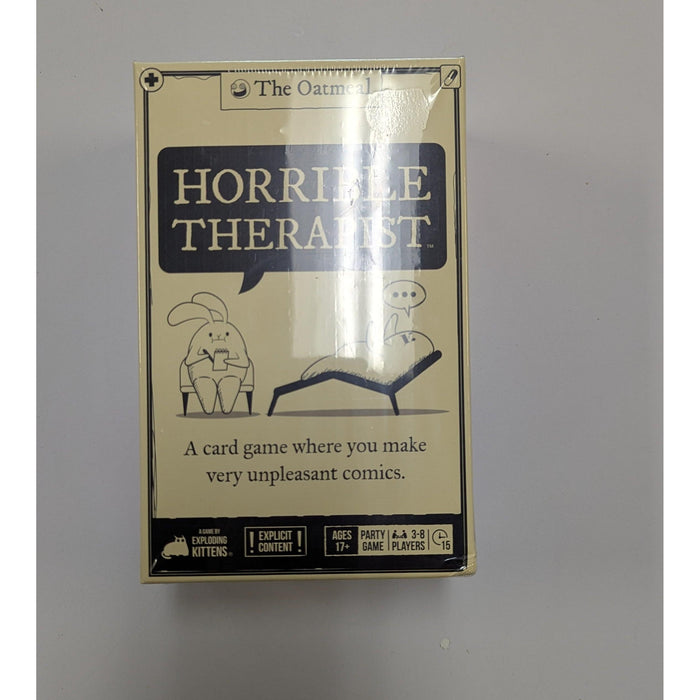 The Oatmeal
HORRIBLE
THERAPIST™
A card game where you make
very unpleasant comics.
A GAME BY
EXPLODING
KITTENS®
! EXPLICIT
CONTENT !
AGES
17+
PARTY
GAME
3-8
PLAYERS
15